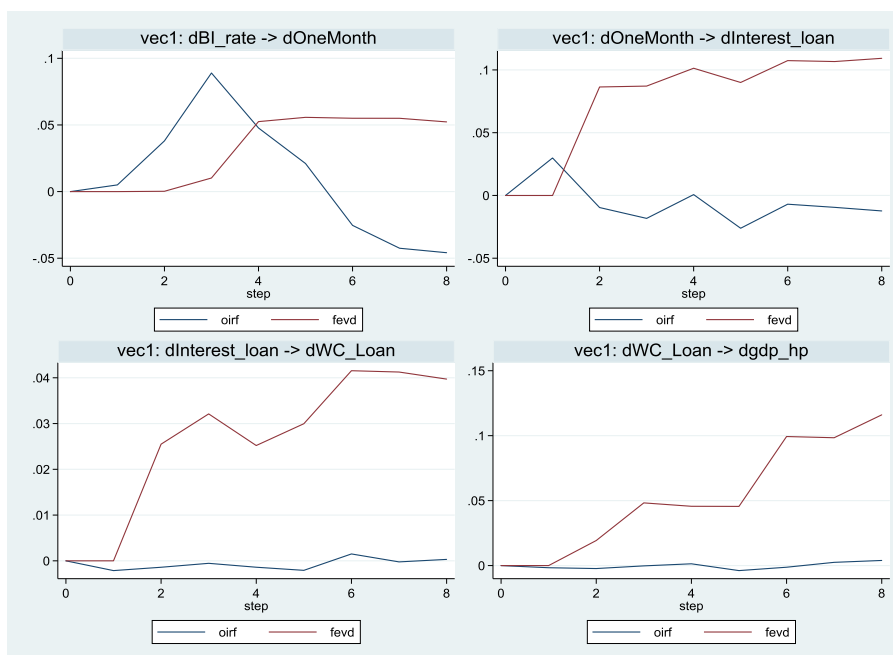 vec1: dBI_rate -> dOneMonth
.1
.05
0
-.05
0 2 4 6 8
step
oirf fevd
vec1: dOneMonth -> dInterest_loan
.1
.05
0
-.05
0 2 4 6 8
step
oirf fevd
vec1: dInterest_loan -> dWC_Loan
.04
.03
.02
.01
0
0 2 4 6 8
step
oirf fevd
vec1: dWC_Loan -> dgdp_hp
.15
.1
.05
0
0 2 4 6 8
step
oirf fevd